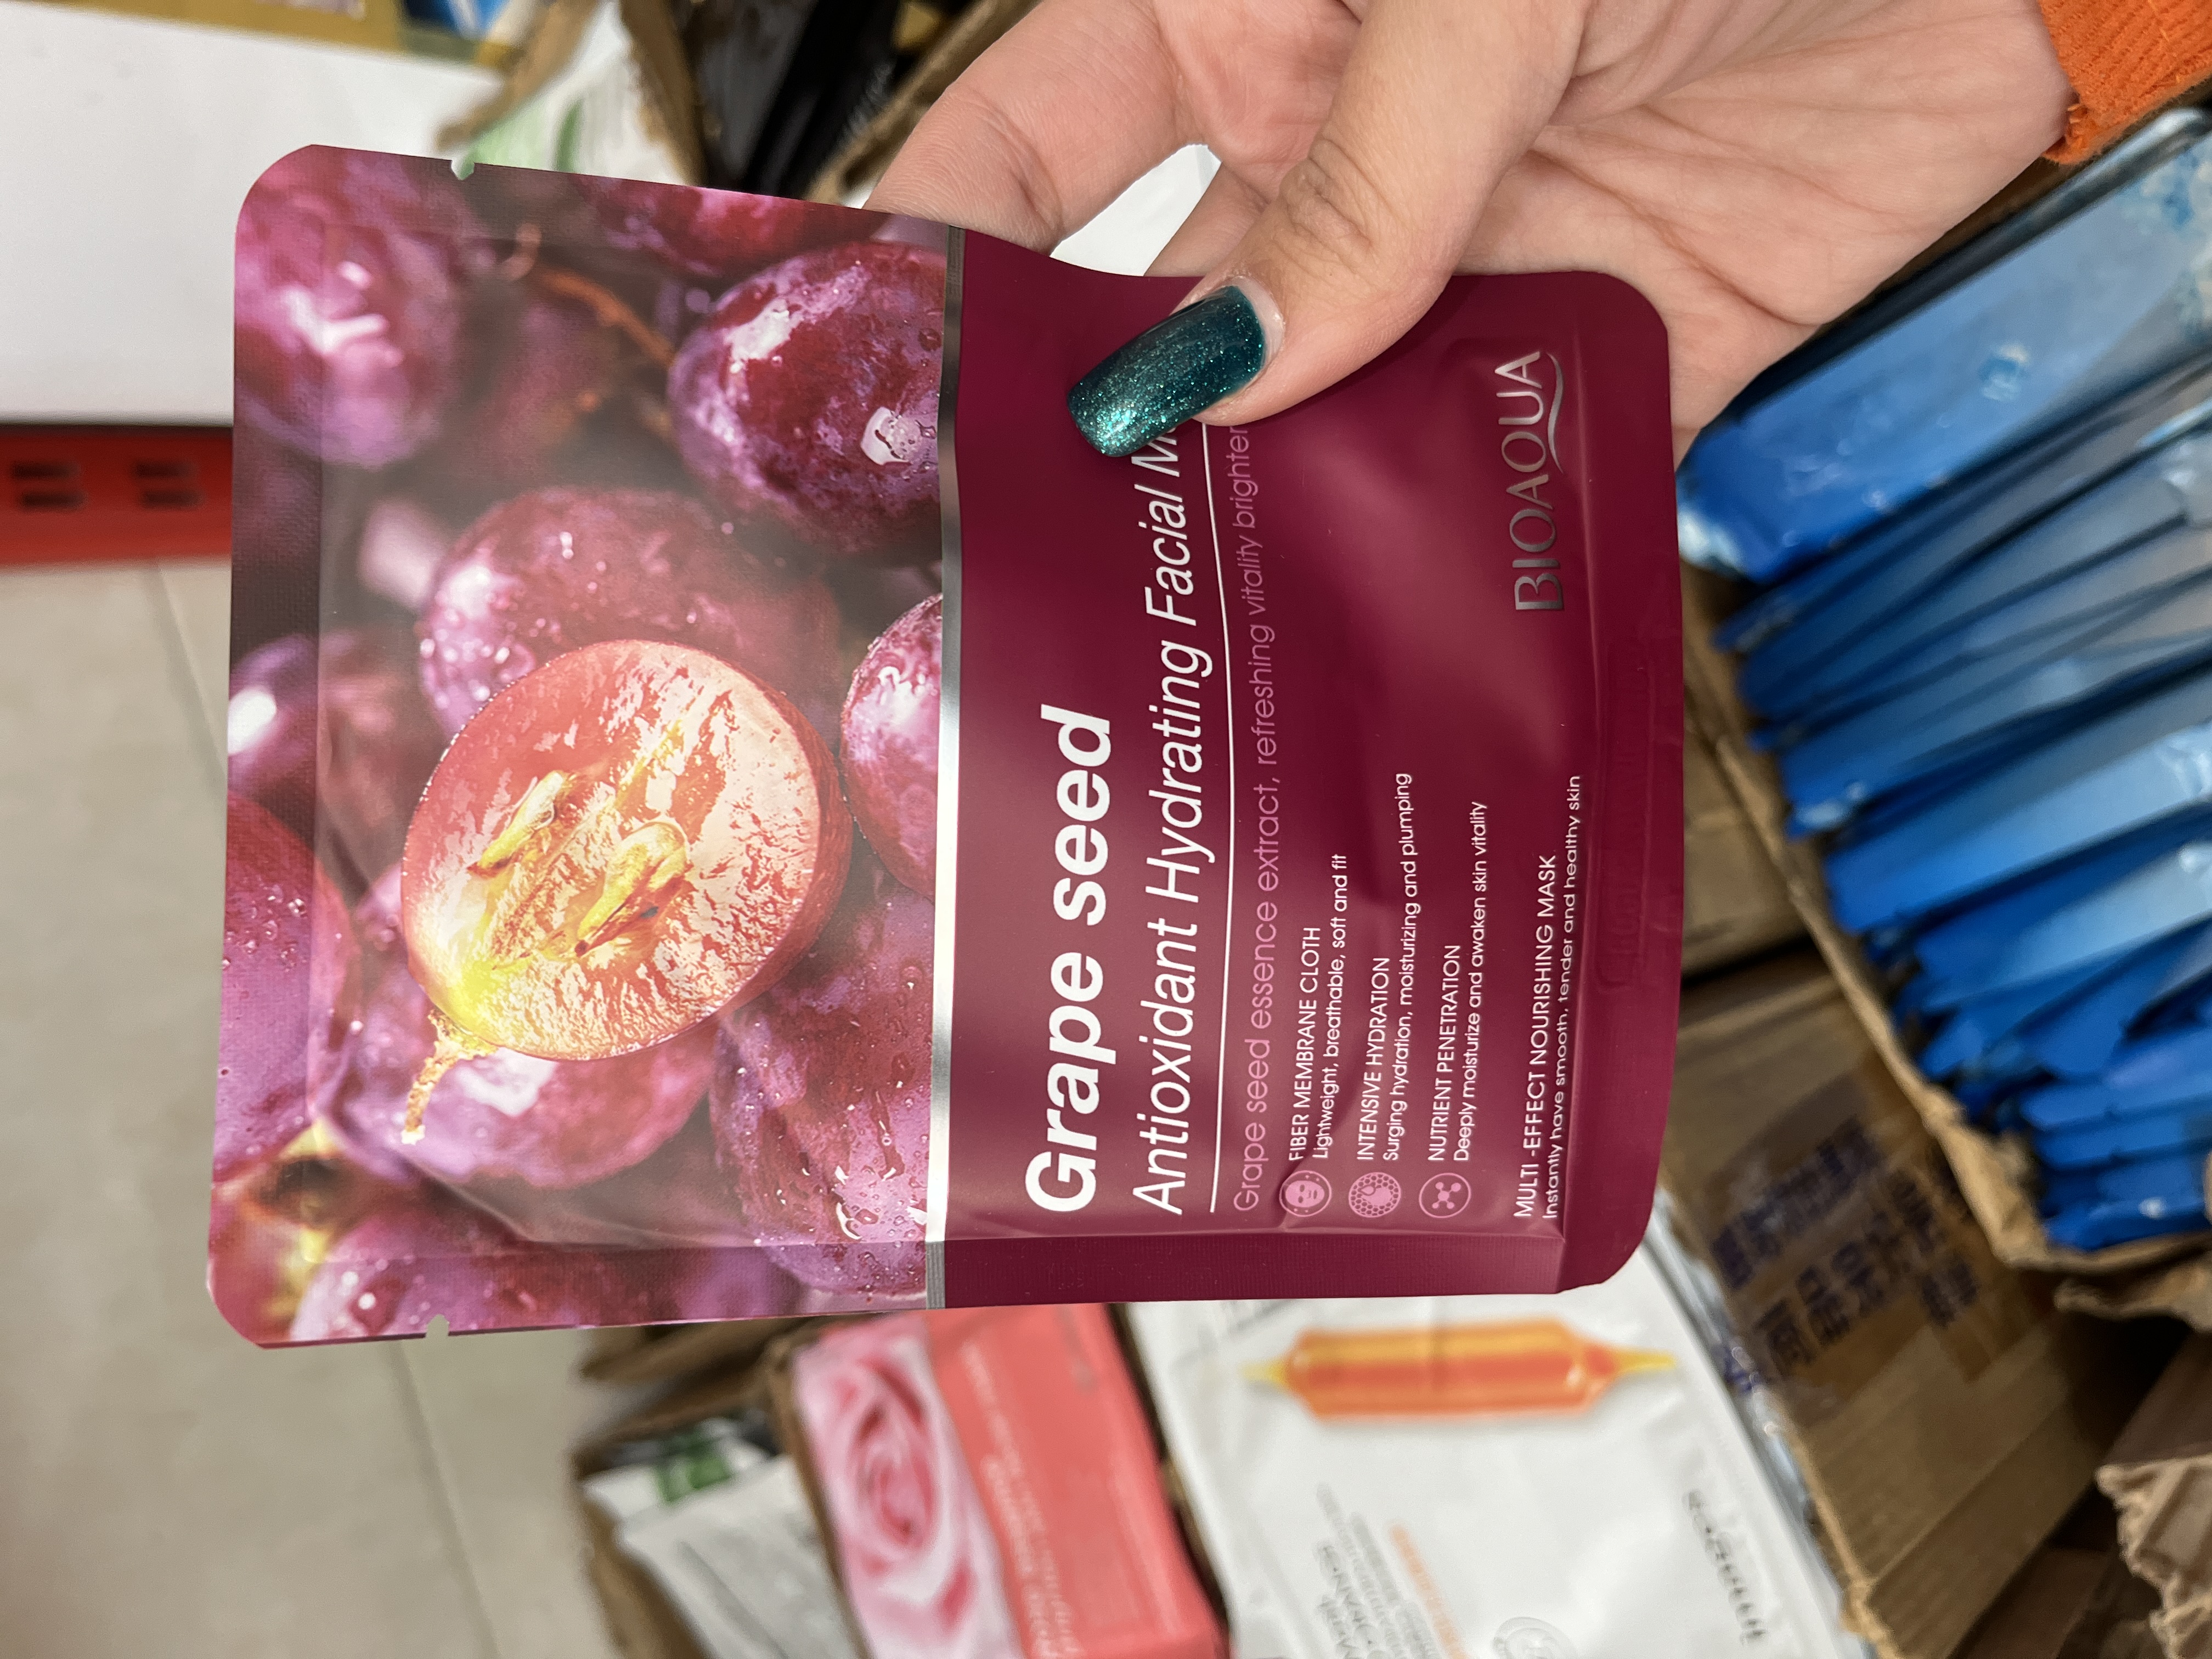 Grape seed
Antioxidant Hydrating Facial
Grape seed essence extract, refreshing vitality brighten
FIBER MEMBRANE CLOTH
Lightweight, breathable, soft and fit
INTENSIVE HYDRATION
Surging hydration, moisturizing and plumping
NUTRIENT PENETRATION
Deeply moisturize and awaken skin vitality
MULTI -EFFECT NOURISHING MASK
Instantly have smooth, tender and healthy skin
BIOAQUA